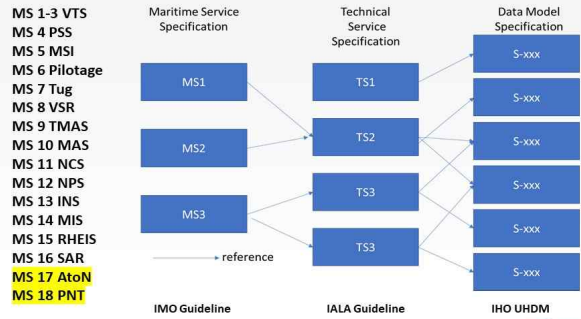 MS 1-3 VTS
MS 4 PSS
MS 5 MSI
MS 6 Pilotage
MS 7 Tug
MS 8 VSR
MS 9 TMAS
MS 10 MAS
MS 11 NCS
MS 12 NPS
MS 13 INS
MS 14 MIS
MS 15 RHEIS
MS 16 SAR
MS 17 AtoN
MS 18 PNT
Maritime Service
Specification
MS1
MS2
MS3
reference
IMO Guideline
Technical
Service
Specification
TS1
TS2
TS3
TS3
IALA Guideline
Data Model
Specification
S-xxx
S-xxx
S-xxx
S-xxx
S-xxx
S-xxx
IHO UHDM